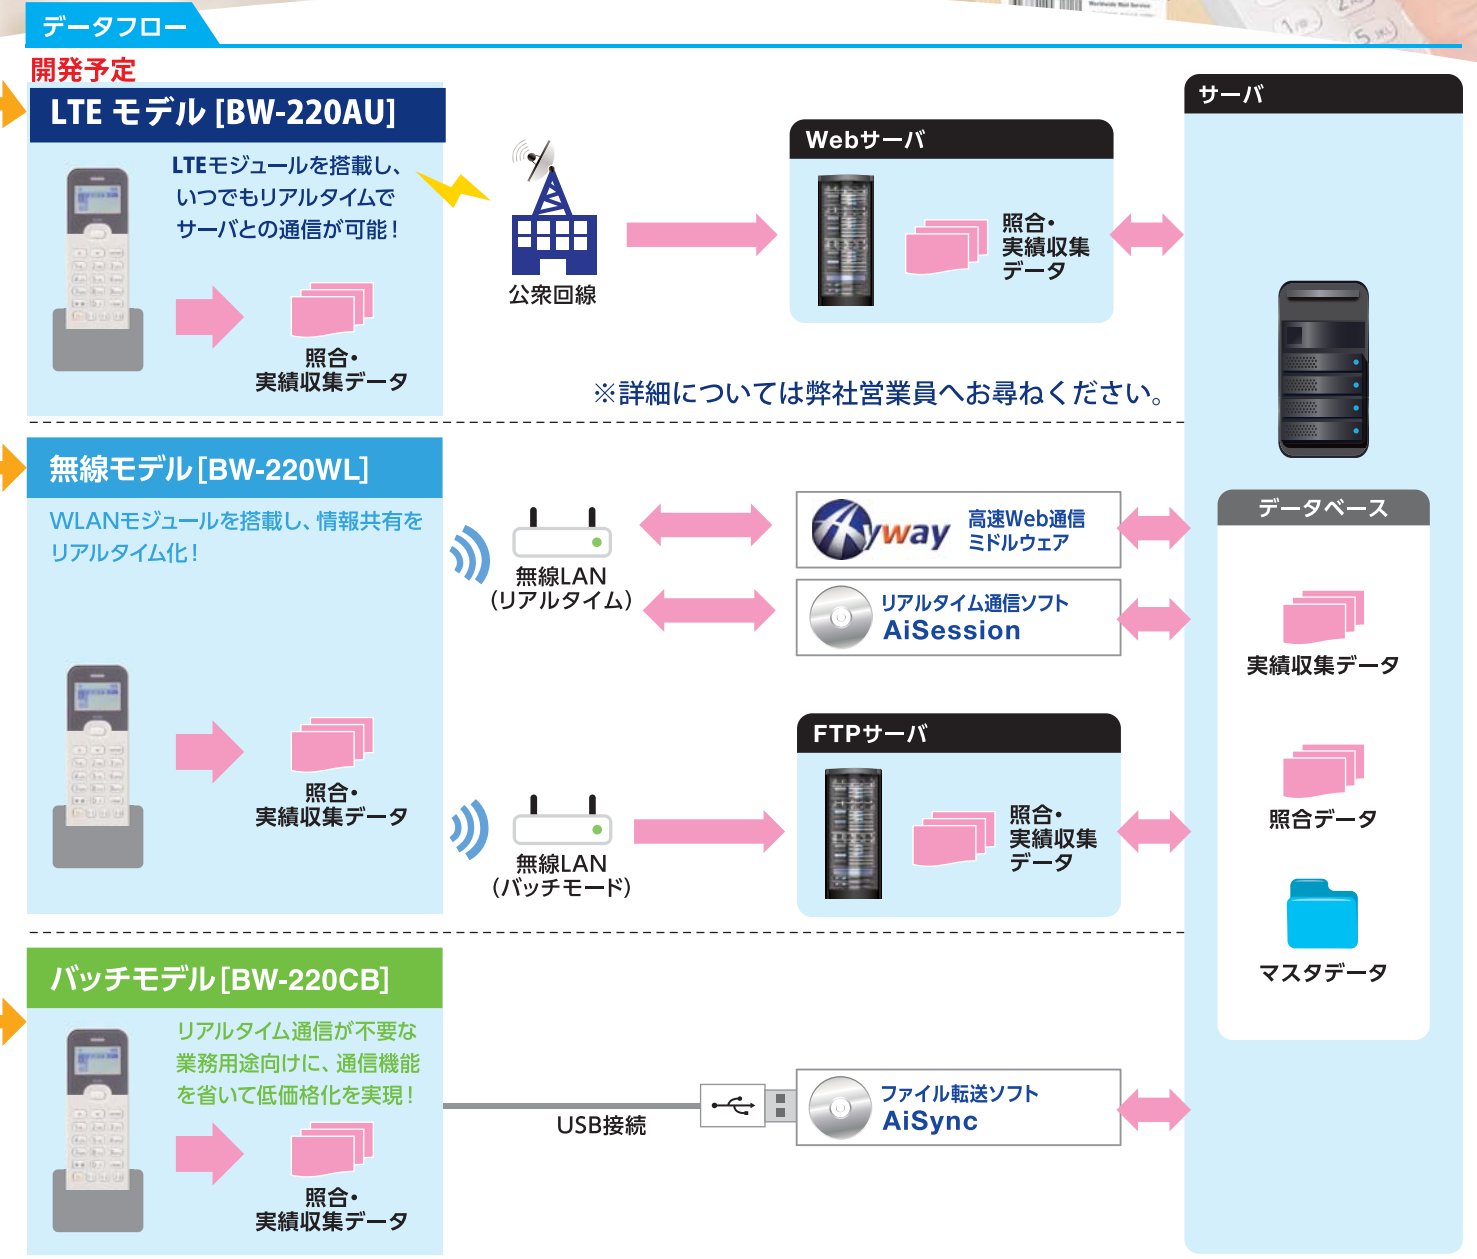 データフロー
開発予定
LTE モデル [BW-220AU]
LTEモジュールを搭載し、
いつでもリアルタイムで
サーバとの通信が可能！
照合・
実績収集データ
公衆回線
Webサーバ
照合・
実績収集
データ
※詳細については弊社営業員へお尋ねください。
サーバ
無線モデル[BW-220WL]
WLANモジュールを搭載し、情報共有を
リアルタイム化！
照合・
実績収集データ
無線LAN
(リアルタイム)
yway
高速Web通信
ミドルウェア
リアルタイム通信ソフト
AiSession
無線LAN
(バッチモード)
FTPサーバ
照合・
実績収集
データ
データベース
実績収集データ
照合データ
マスタデータ
バッチモデル[BW-220CB]
リアルタイム通信が不要な
業務用途向けに、通信機能
を省いて低価格化を実現！
照合・
実績収集データ
USB接続
ファイル転送ソフト
AiSync